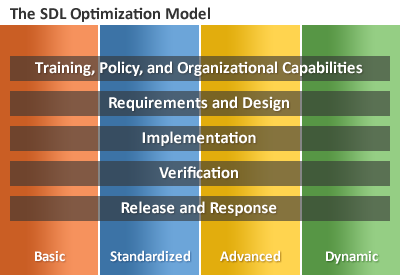 The SDL Optimization Model
Training, Policy, and Organizational Capabilities
Requirements and Design
Implementation
Verification
Release and Response
Basic Standardized Advanced Dynamic